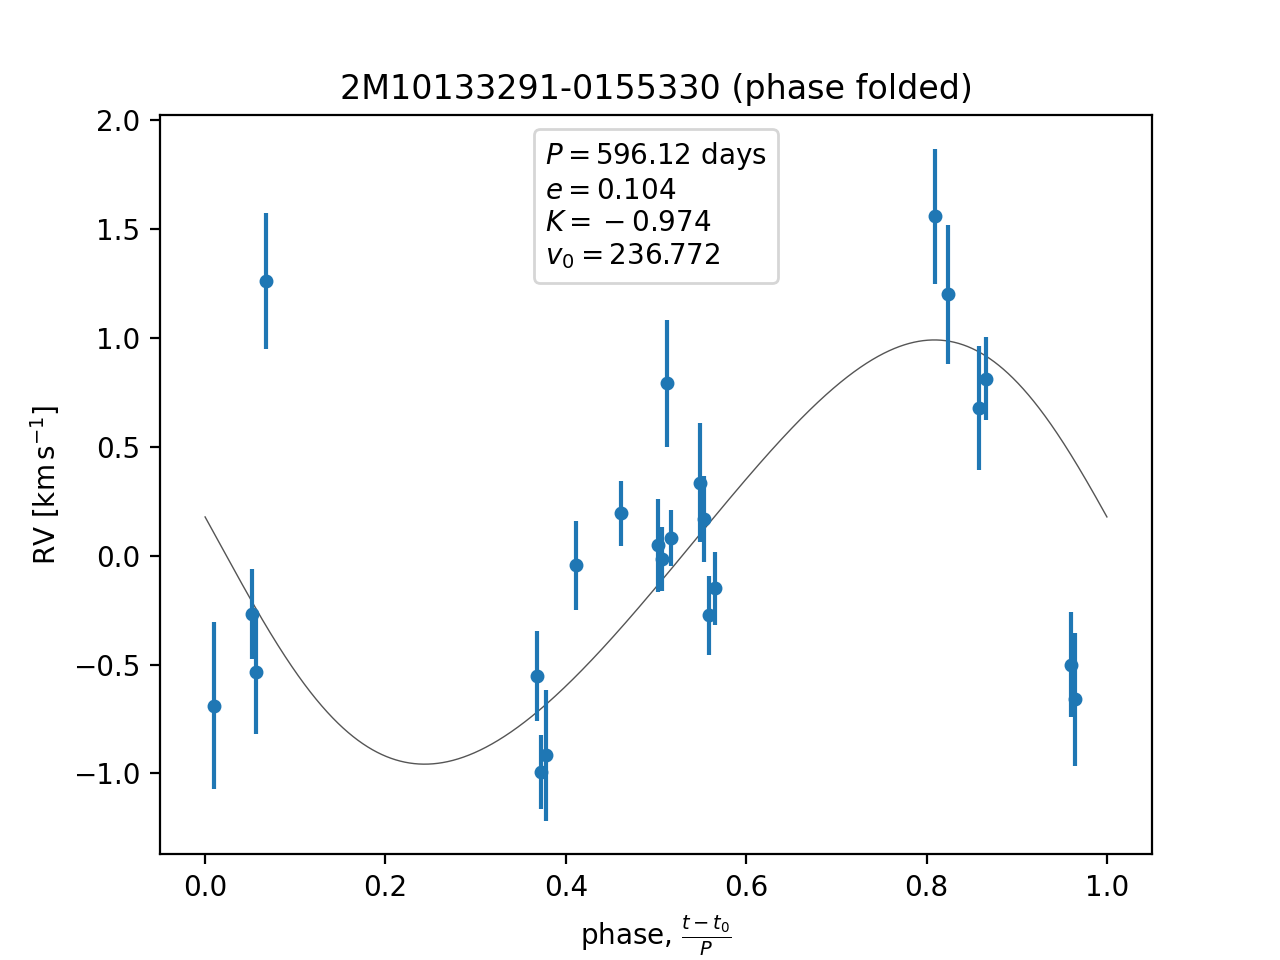 2M10133291-0155330 (phase folded)
P = 596.12 days
e = 0.104
K = −0.974
v₀ = 236.772
2.0
1.5
1.0
0.5
0.0
−0.5
−1.0
RV [km s⁻¹]
0.0 0.2 0.4 0.6 0.8 1.0
phase, (t − t₀)/P